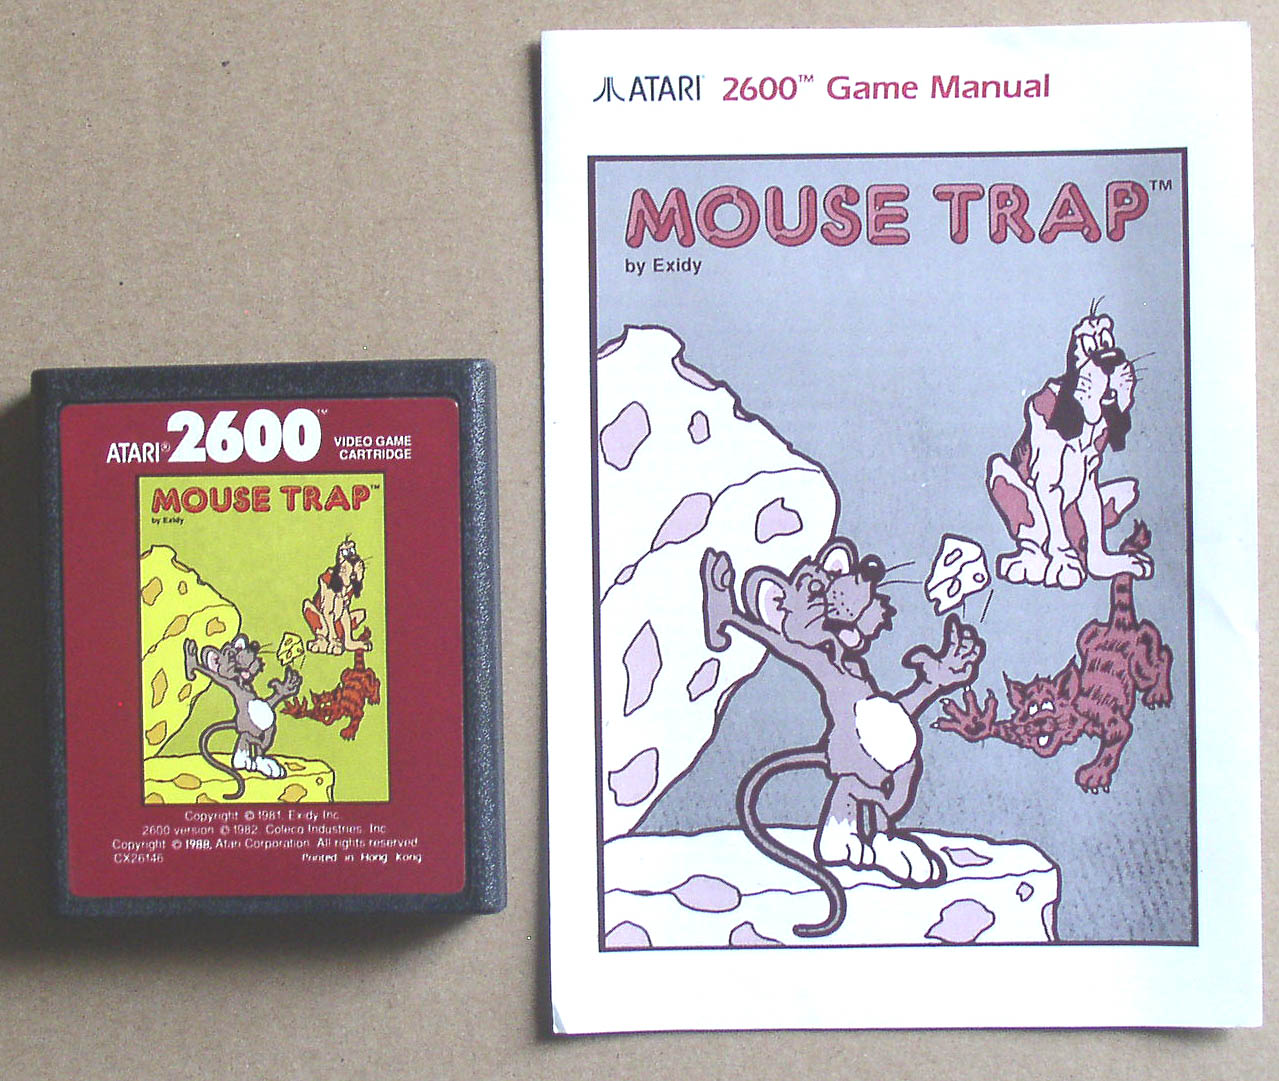 ATARI® 2600™ VIDEO GAME
CARTRIDGE
MOUSE TRAP™
by Exidy
Copyright © 1981, Exidy Inc.
2600 version © 1982, Coleco Industries, Inc.
Copyright © 1988, Atari Corporation. All rights reserved.
CX26146 Printed in Hong Kong
ATARI® 2600™ Game Manual
MOUSE TRAP™
by Exidy